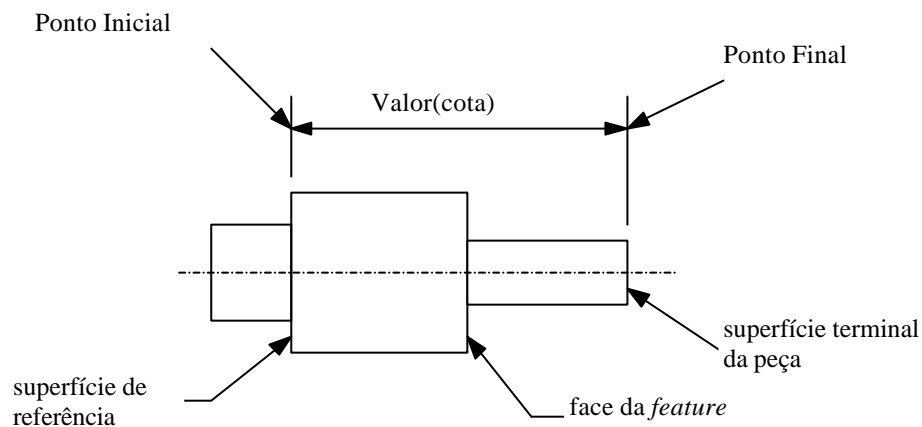 Ponto Inicial
Ponto Final
Valor(cota)
superfície terminal
da peça
superfície de
referência
face da feature